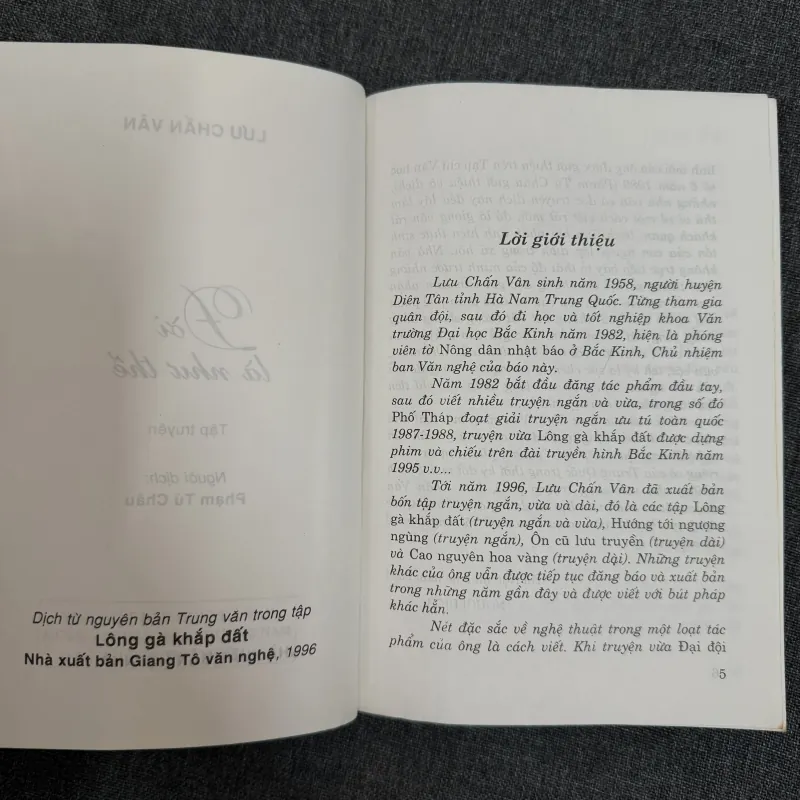 LƯU CHẤN VÂN
Đời
là như thế
Tập truyện
Người dịch:
Phạm Tú Châu
Dịch từ nguyên bản Trung văn trong tập
Lông gà khắp đất
Nhà xuất bản Giang Tô văn nghệ, 1996
Lời giới thiệu
Lưu Chấn Vân sinh năm 1958, người huyện
Diên Tân tỉnh Hà Nam Trung Quốc. Từng tham gia
quân đội, sau đó đi học và tốt nghiệp khoa Văn
trường Đại học Bắc Kinh năm 1982, hiện là phóng
viên tờ Nông dân nhật báo ở Bắc Kinh, Chủ nhiệm
ban Văn nghệ của báo này.
Năm 1982 bắt đầu đăng tác phẩm đầu tay,
sau đó viết nhiều truyện ngắn và vừa, trong số đó
Phố Tháp đoạt giải truyện ngắn ưu tú toàn quốc
1987-1988, truyện vừa Lông gà khắp đất được dựng
phim và chiếu trên đài truyền hình Bắc Kinh năm
1995 v.v...
Tới năm 1996, Lưu Chấn Vân đã xuất bản
bốn tập truyện ngắn, vừa và dài, đó là các tập Lông
gà khắp đất (truyện ngắn và vừa), Hướng tới ngượng
ngùng (truyện ngắn), Ôn cũ lưu truyền (truyện dài)
và Cao nguyên hoa vàng (truyện dài). Những truyện
khác của ông vẫn được tiếp tục đăng báo và xuất bản
trong những năm gần đây và được viết với bút pháp
khác hẳn.
Nét đặc sắc về nghệ thuật trong một loạt tác
phẩm của ông là cách viết. Khi truyện vừa Đại đội
5